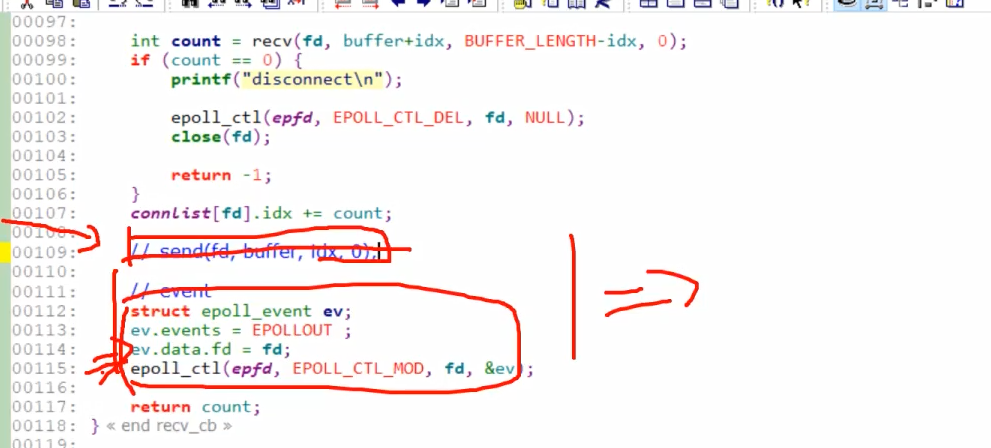 00097:
00098: int count = recv(fd, buffer+idx, BUFFER_LENGTH-idx, 0);
00099: if (count == 0) {
00100: printf("disconnect\n");
00101:
00102: epoll_ctl(epfd, EPOLL_CTL_DEL, fd, NULL);
00103: close(fd);
00104:
00105: return -1;
00106: }
00107: connlist[fd].idx += count;
00108:
00109: // send(fd, buffer, idx, 0);
00110:
00111: // event
00112: struct epoll_event ev;
00113: ev.events = EPOLLOUT ;
00114: ev.data.fd = fd;
00115: epoll_ctl(epfd, EPOLL_CTL_MOD, fd, &ev);
00116:
00117: return count;
00118: } « end recv_cb »
00119: